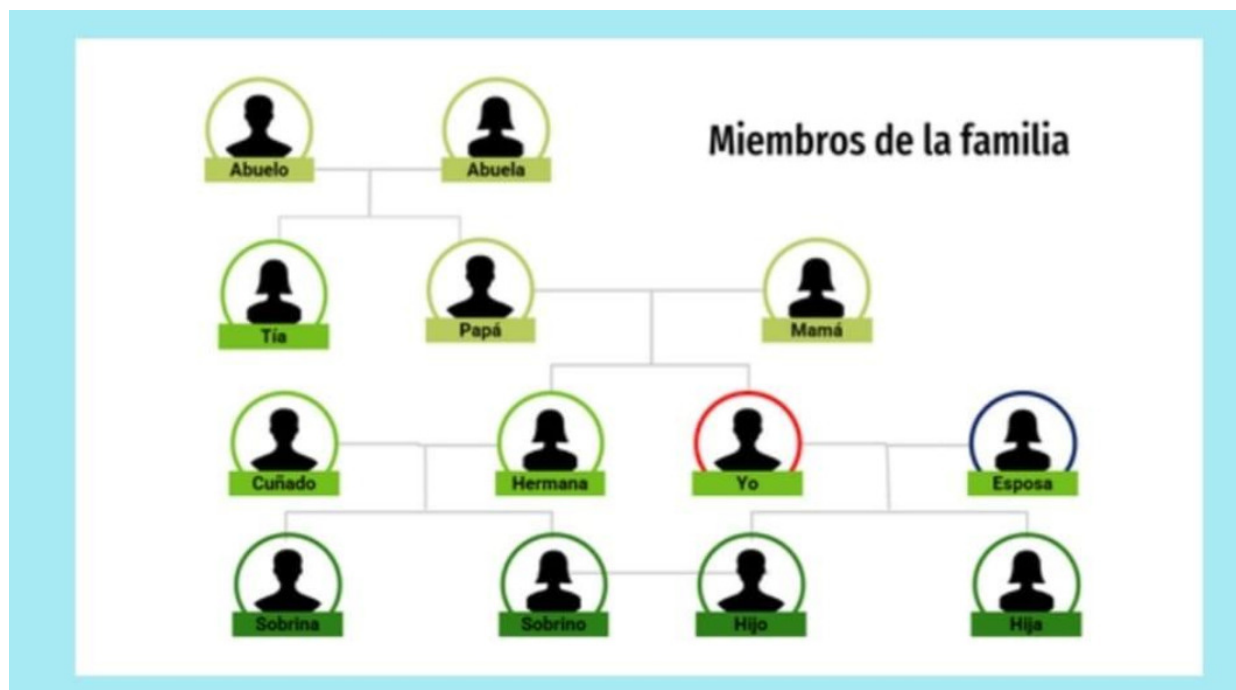 Miembros de la familia
Abuelo
Abuela
Tía
Papá
Mamá
Cuñado
Hermana
Yo
Esposa
Sobrina
Sobrino
Hijo
Hija